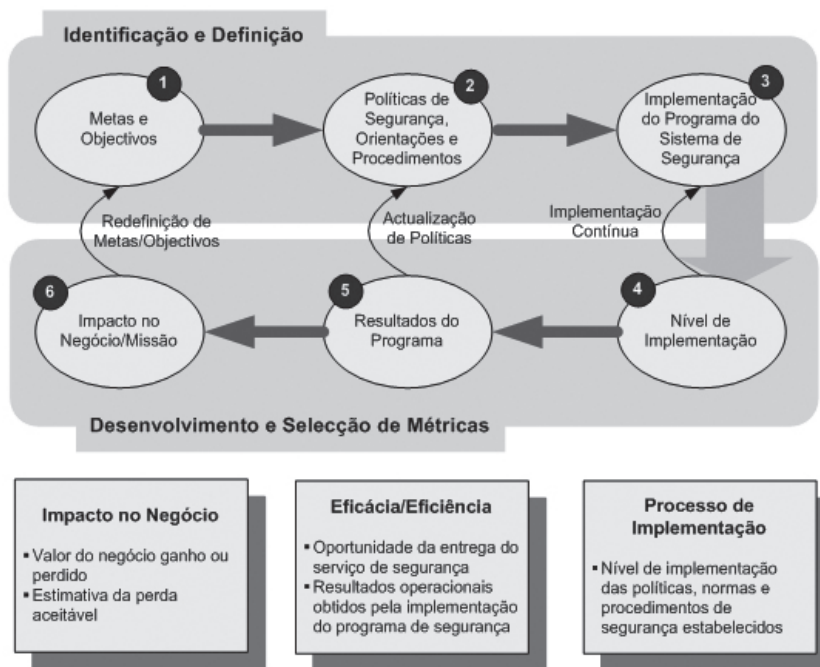 Identificação e Definição
1
Metas e
Objectivos
2
Políticas de
Segurança,
Orientações e
Procedimentos
3
Implementação
do Programa do
Sistema de
Segurança
Redefinição de
Metas/Objectivos
Actualização
de Políticas
Implementação
Contínua
6
Impacto no
Negócio/Missão
5
Resultados do
Programa
4
Nível de
Implementação
Desenvolvimento e Selecção de Métricas
Impacto no Negócio
▪ Valor do negócio ganho ou
perdido
▪ Estimativa da perda
aceitável
Eficácia/Eficiência
▪ Oportunidade da entrega do
serviço de segurança
▪ Resultados operacionais
obtidos pela implementação
do programa de segurança
Processo de
Implementação
▪ Nível de implementação
das políticas, normas e
procedimentos de
segurança estabelecidos